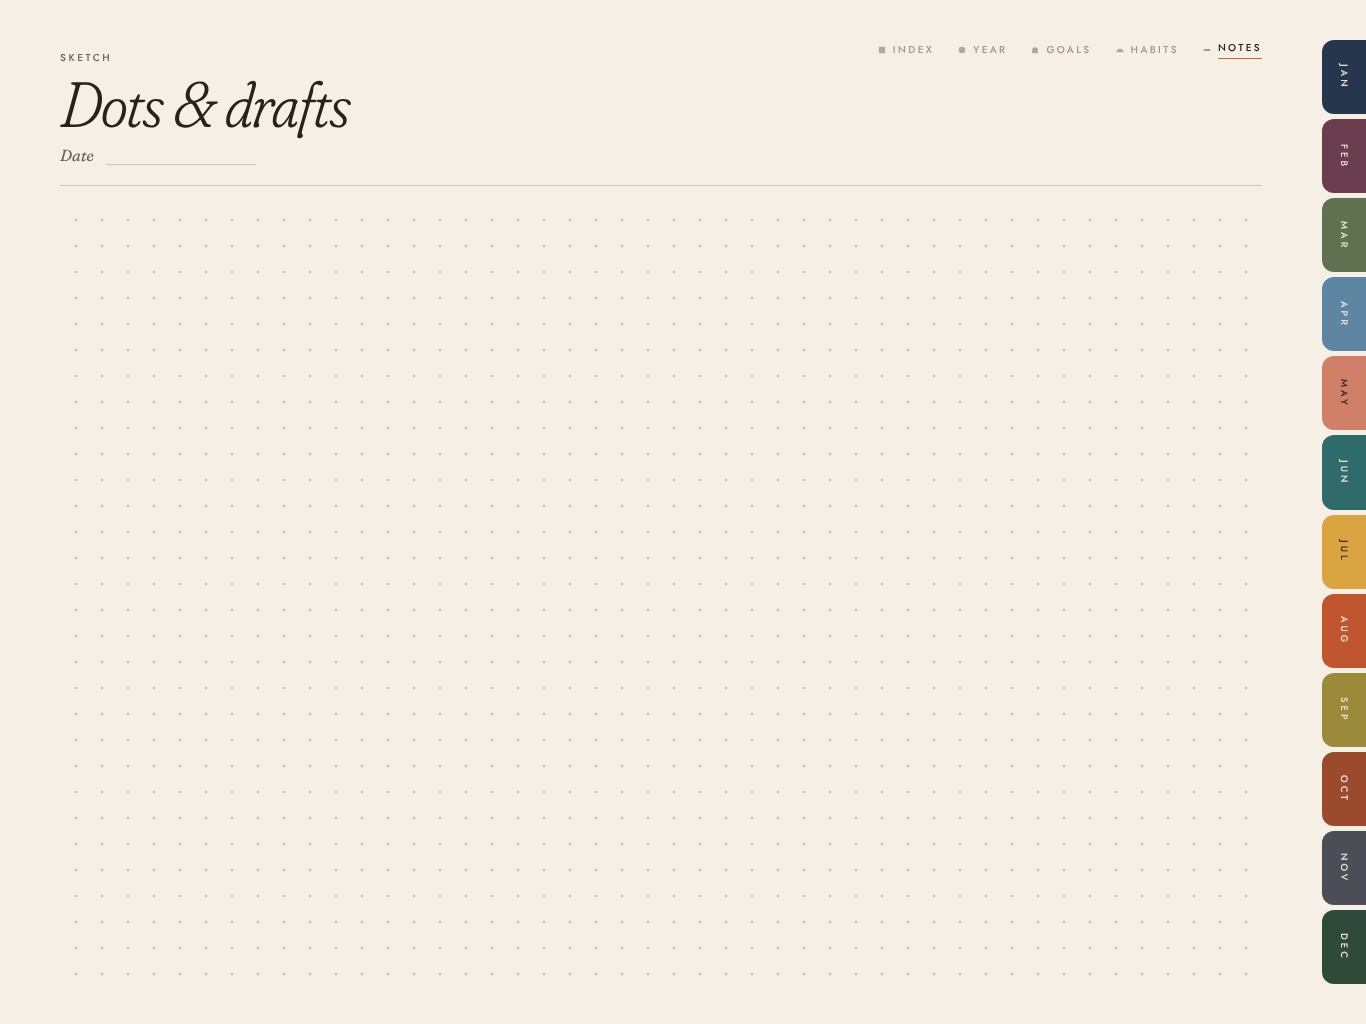 SKETCH
Dots & drafts
Date
INDEX
YEAR
GOALS
HABITS
NOTES
JAN
FEB
MAR
APR
MAY
JUN
JUL
AUG
SEP
OCT
NOV
DEC